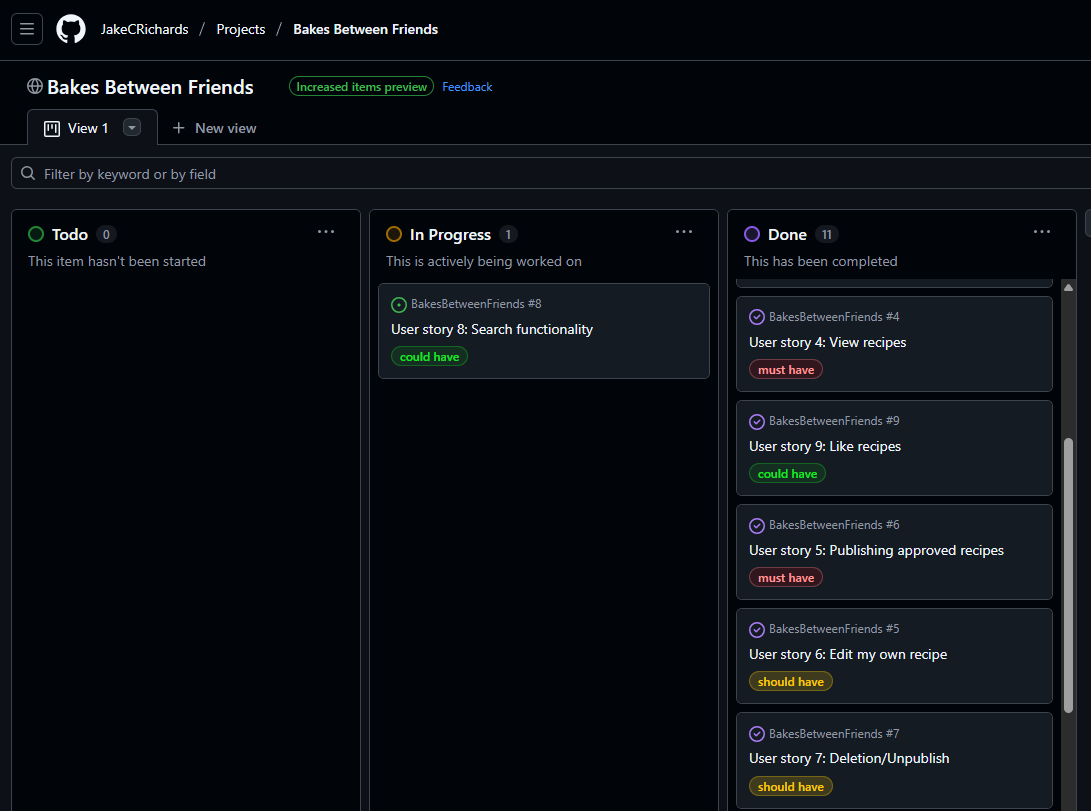 JakeCRichards / Projects / Bakes Between Friends
Bakes Between Friends Increased items preview Feedback
View 1 + New view
Filter by keyword or by field
Todo 0
This item hasn't been started
In Progress 1
This is actively being worked on
BakesBetweenFriends #8
User story 8: Search functionality
could have
Done 11
This has been completed
BakesBetweenFriends #4
User story 4: View recipes
must have
BakesBetweenFriends #9
User story 9: Like recipes
could have
BakesBetweenFriends #6
User story 5: Publishing approved recipes
must have
BakesBetweenFriends #5
User story 6: Edit my own recipe
should have
BakesBetweenFriends #7
User story 7: Deletion/Unpublish
should have